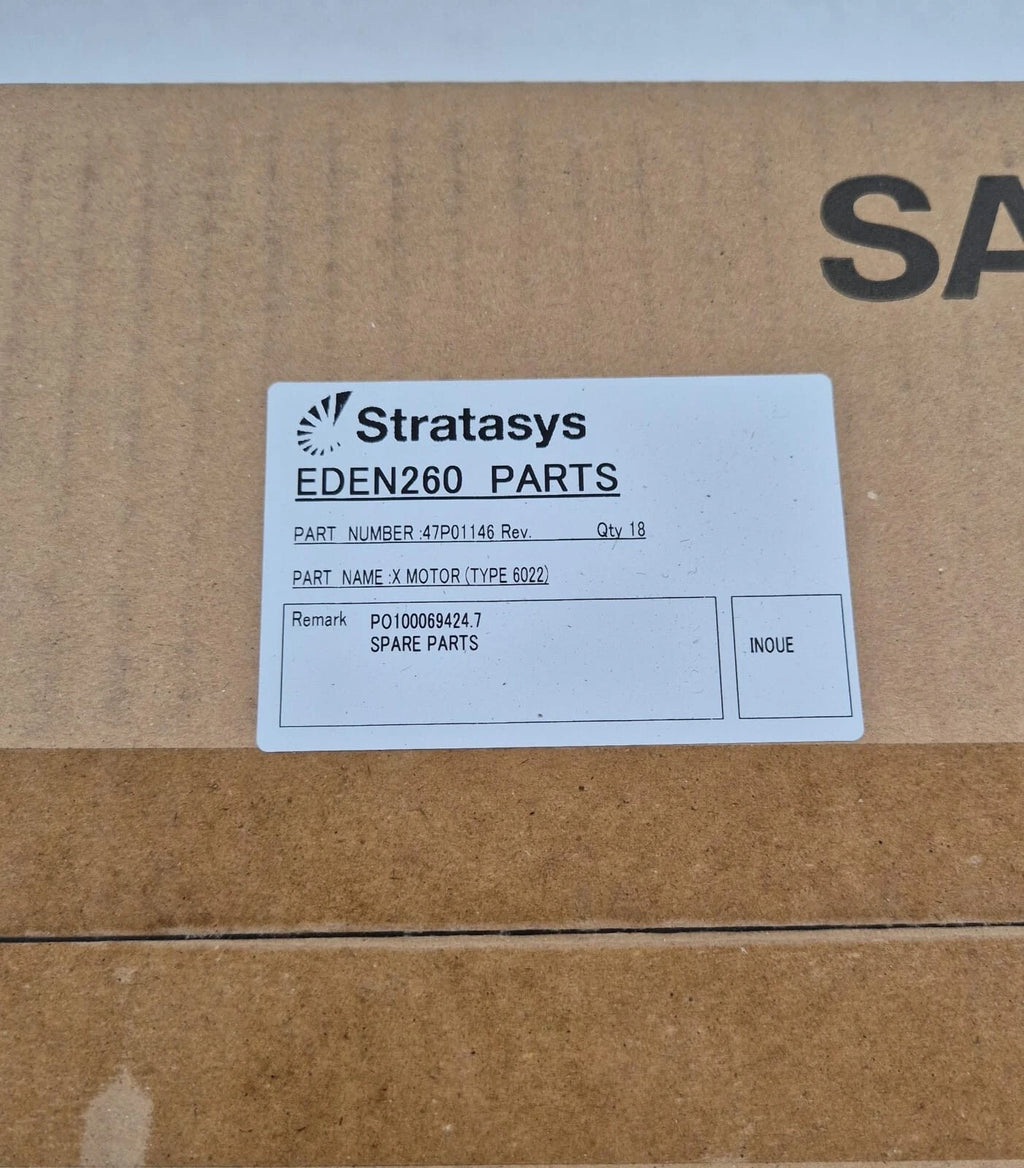 SA
Stratasys
EDEN260 PARTS
PART NUMBER :47P01146 Rev. Qty 18
PART NAME :X MOTOR (TYPE 6022)
Remark PO100069424.7
SPARE PARTS
INOUE